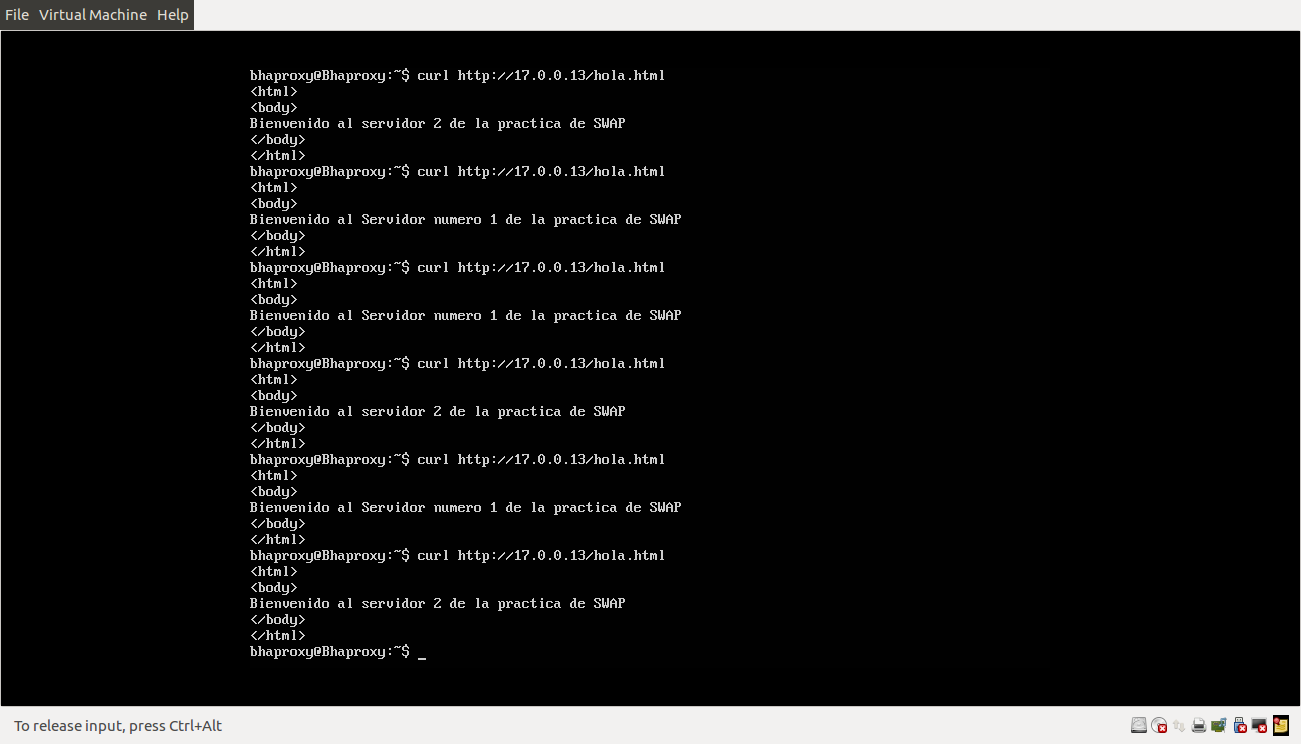 File Virtual Machine Help
bhaproxy@Bhaproxy:~$ curl http://17.0.0.13/hola.html
<html>
<body>
Bienvenido al servidor 2 de la practica de SWAP
</body>
</html>
bhaproxy@Bhaproxy:~$ curl http://17.0.0.13/hola.html
<html>
<body>
Bienvenido al Servidor numero 1 de la practica de SWAP
</body>
</html>
bhaproxy@Bhaproxy:~$ curl http://17.0.0.13/hola.html
<html>
<body>
Bienvenido al Servidor numero 1 de la practica de SWAP
</body>
</html>
bhaproxy@Bhaproxy:~$ curl http://17.0.0.13/hola.html
<html>
<body>
Bienvenido al servidor 2 de la practica de SWAP
</body>
</html>
bhaproxy@Bhaproxy:~$ curl http://17.0.0.13/hola.html
<html>
<body>
Bienvenido al Servidor numero 1 de la practica de SWAP
</body>
</html>
bhaproxy@Bhaproxy:~$ curl http://17.0.0.13/hola.html
<html>
<body>
Bienvenido al servidor 2 de la practica de SWAP
</body>
</html>
bhaproxy@Bhaproxy:~$ _
To release input, press Ctrl+Alt